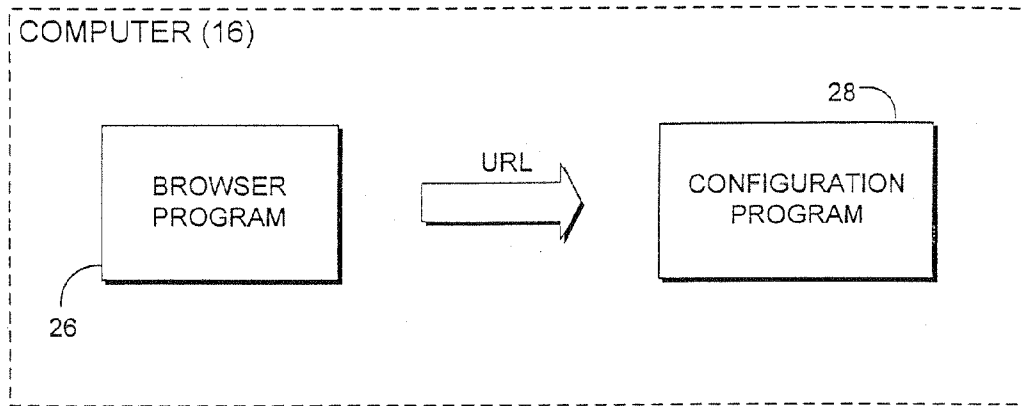 COMPUTER (16)
28
URL
BROWSER
PROGRAM
CONFIGURATION
PROGRAM
26